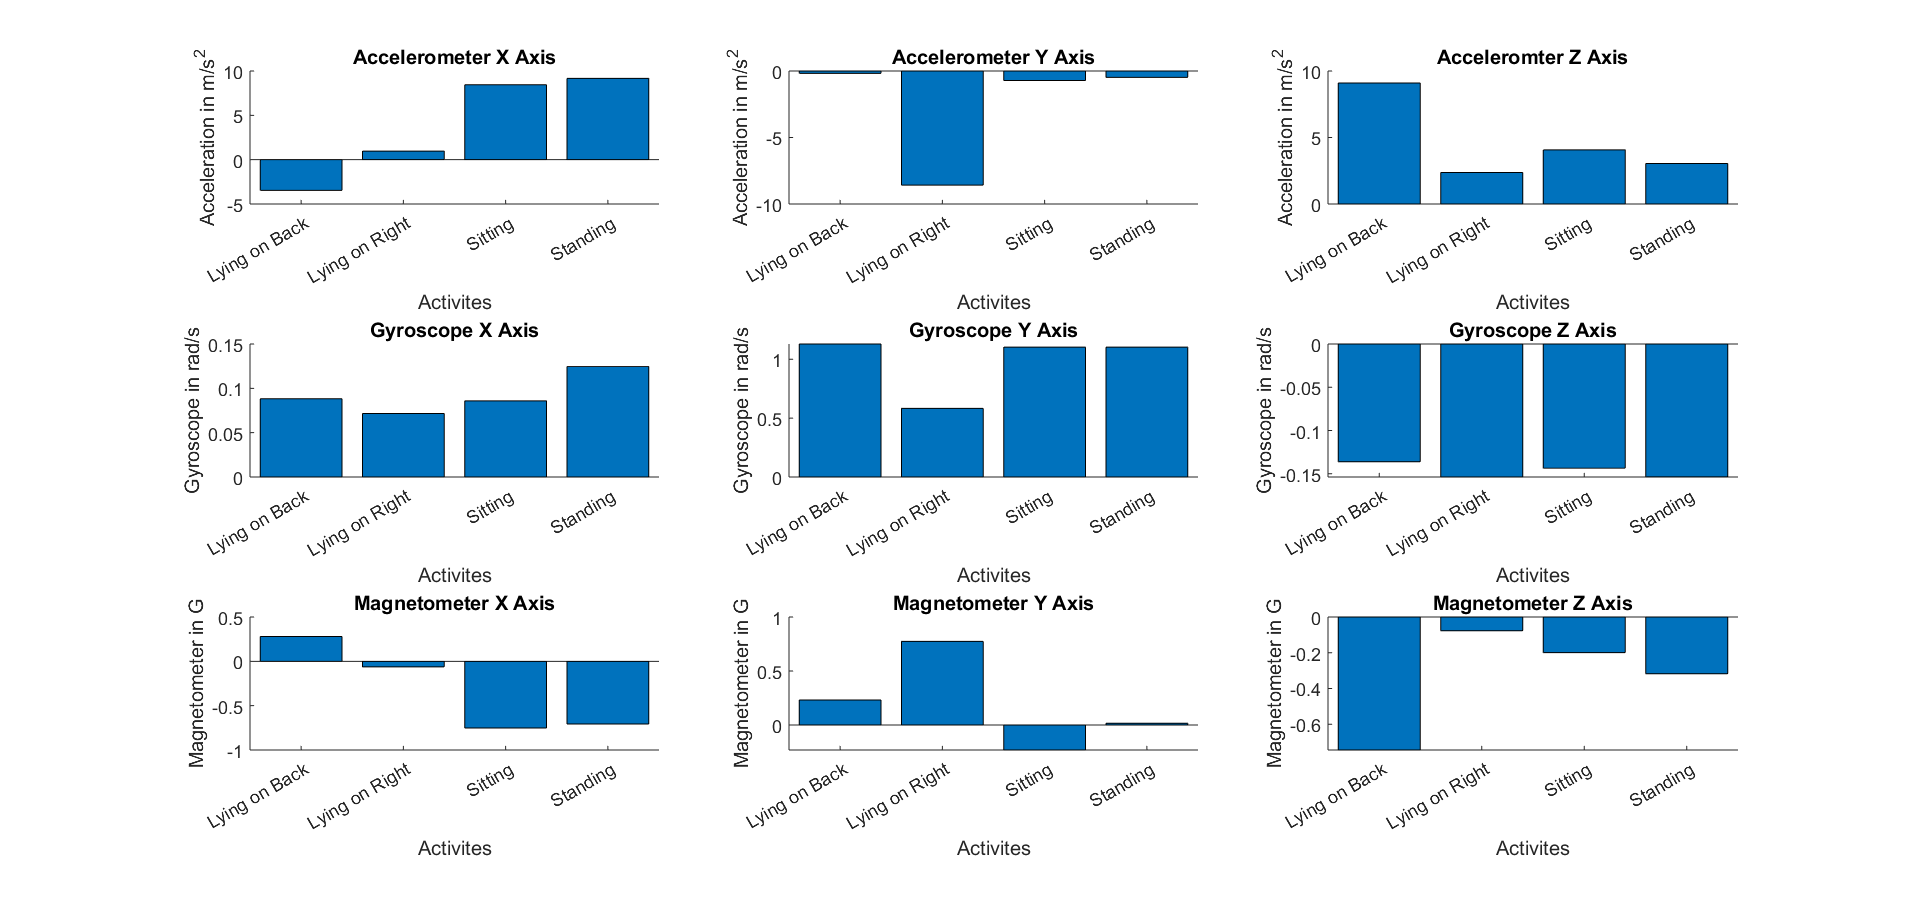 Accelerometer X Axis
Acceleration in m/s²
10
5
0
-5
Lying on Back
Lying on Right
Sitting
Standing
Activites
Accelerometer Y Axis
Acceleration in m/s²
0
-5
-10
Lying on Back
Lying on Right
Sitting
Standing
Activites
Acceleromter Z Axis
Acceleration in m/s²
10
5
0
Lying on Back
Lying on Right
Sitting
Standing
Activites
Gyroscope X Axis
Gyroscope in rad/s
0.15
0.1
0.05
0
Lying on Back
Lying on Right
Sitting
Standing
Activites
Gyroscope Y Axis
Gyroscope in rad/s
1
0.5
0
Lying on Back
Lying on Right
Sitting
Standing
Activites
Gyroscope Z Axis
Gyroscope in rad/s
0
-0.05
-0.1
-0.15
Lying on Back
Lying on Right
Sitting
Standing
Activites
Magnetometer X Axis
Magnetometer in G
0.5
0
-0.5
-1
Lying on Back
Lying on Right
Sitting
Standing
Activites
Magnetometer Y Axis
Magnetometer in G
1
0.5
0
Lying on Back
Lying on Right
Sitting
Standing
Activites
Magnetometer Z Axis
Magnetometer in G
0
-0.2
-0.4
-0.6
Lying on Back
Lying on Right
Sitting
Standing
Activites